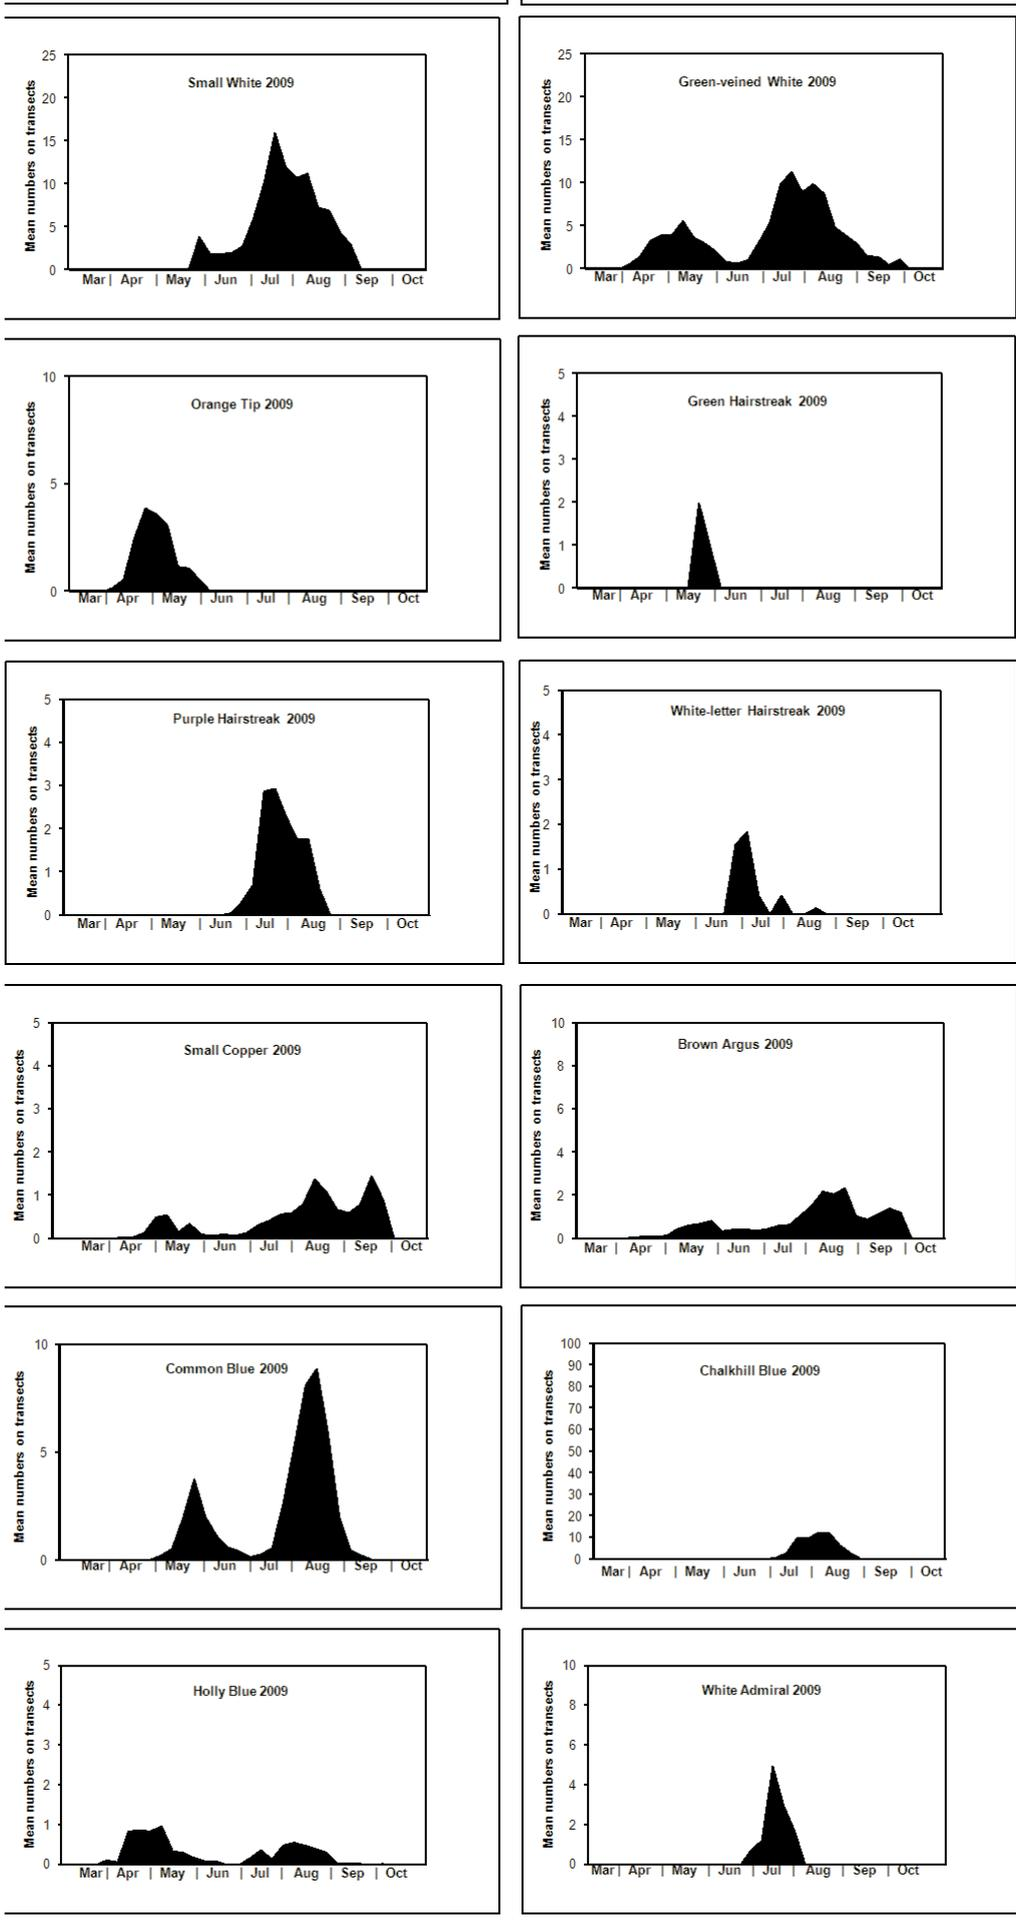 Small White 2009
Mean numbers on transects
25
20
15
10
5
0
Mar | Apr | May | Jun | Jul | Aug | Sep | Oct
Green-veined White 2009
Mean numbers on transects
25
20
15
10
5
0
Mar | Apr | May | Jun | Jul | Aug | Sep | Oct
Orange Tip 2009
Mean numbers on transects
10
5
0
Mar | Apr | May | Jun | Jul | Aug | Sep | Oct
Green Hairstreak 2009
Mean numbers on transects
5
4
3
2
1
0
Mar | Apr | May | Jun | Jul | Aug | Sep | Oct
Purple Hairstreak 2009
Mean numbers on transects
5
4
3
2
1
0
Mar | Apr | May | Jun | Jul | Aug | Sep | Oct
White-letter Hairstreak 2009
Mean numbers on transects
5
4
3
2
1
0
Mar | Apr | May | Jun | Jul | Aug | Sep | Oct
Small Copper 2009
Mean numbers on transects
5
4
3
2
1
0
Mar | Apr | May | Jun | Jul | Aug | Sep | Oct
Brown Argus 2009
Mean numbers on transects
10
8
6
4
2
0
Mar | Apr | May | Jun | Jul | Aug | Sep | Oct
Common Blue 2009
Mean numbers on transects
10
5
0
Mar | Apr | May | Jun | Jul | Aug | Sep | Oct
Chalkhill Blue 2009
Mean numbers on transects
100
90
80
70
60
50
40
30
20
10
0
Mar | Apr | May | Jun | Jul | Aug | Sep | Oct
Holly Blue 2009
Mean numbers on transects
5
4
3
2
1
0
Mar | Apr | May | Jun | Jul | Aug | Sep | Oct
White Admiral 2009
Mean numbers on transects
10
8
6
4
2
0
Mar | Apr | May | Jun | Jul | Aug | Sep | Oct